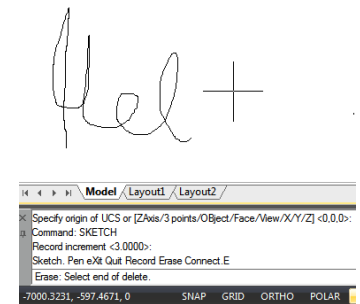 Hel
Model Layout1 Layout2
Specify origin of UCS or [ZAxis/3 points/OBject/Face/View/X/Y/Z] <0,0,0>:
Command: SKETCH
Record increment <3.0000>:
Sketch. Pen eXit Quit Record Erase Connect.E
Erase: Select end of delete.
-7000.3231, -597.4671, 0 SNAP GRID ORTHO POLAR